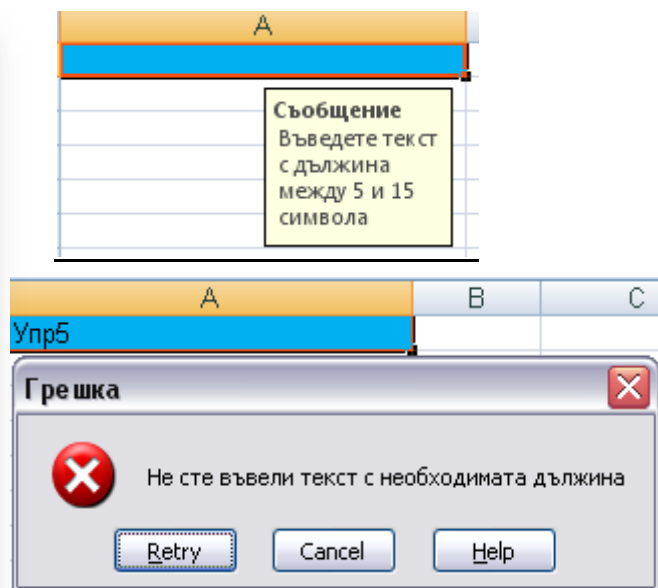 A
Съобщение
Въведете текст
с дължина
между 5 и 15
символа
A B C
Упр5
Грешка
Не сте въвели текст с необходимата дължина
Retry Cancel Help